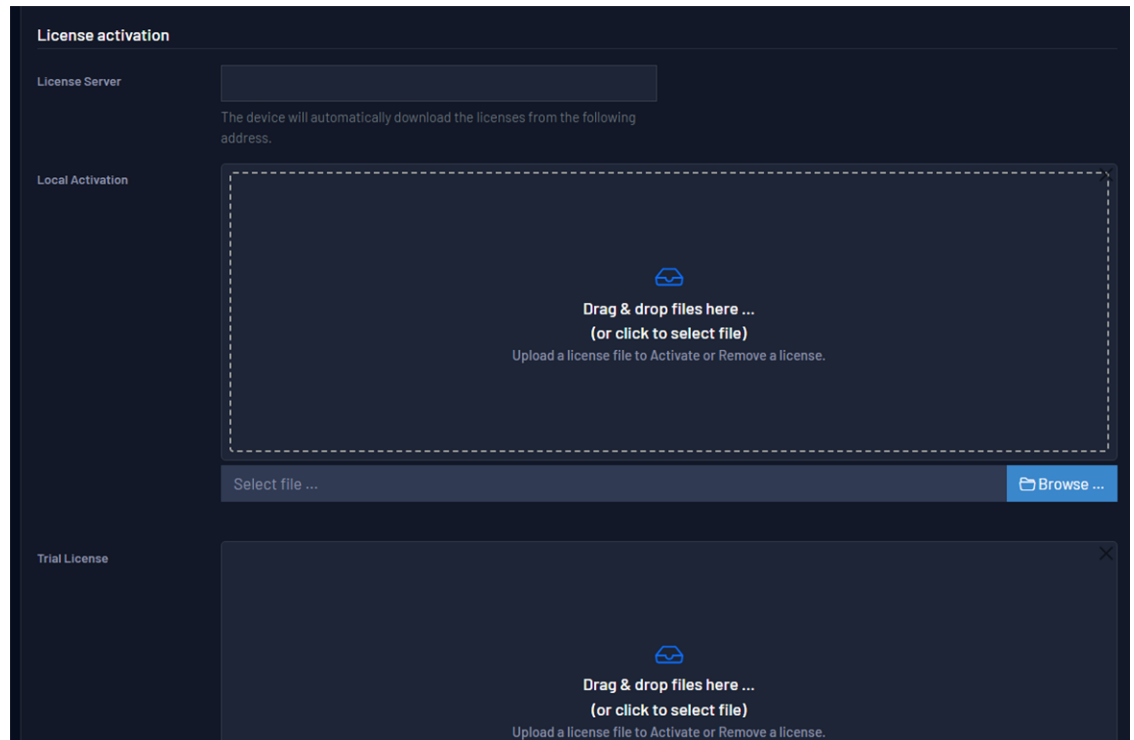 License activation
License Server
The device will automatically download the licenses from the following
address.
Local Activation
Drag & drop files here ...
(or click to select file)
Upload a license file to Activate or Remove a license.
Select file ...
Browse ...
Trial License
Drag & drop files here ...
(or click to select file)
Upload a license file to Activate or Remove a license.